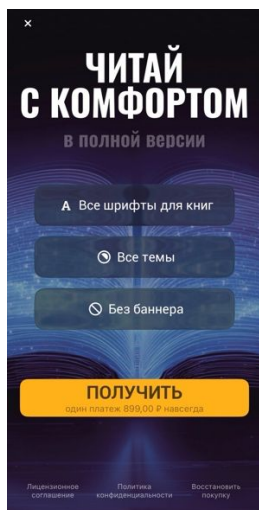 ×
ЧИТАЙ
С КОМФОРТОМ
в полной версии
A Все шрифты для книг
Все темы
Без баннера
ПОЛУЧИТЬ
один платеж 899,00 ₽ навсегда
Лицензионное
соглашение
Политика
конфиденциальности
Восстановить
покупку